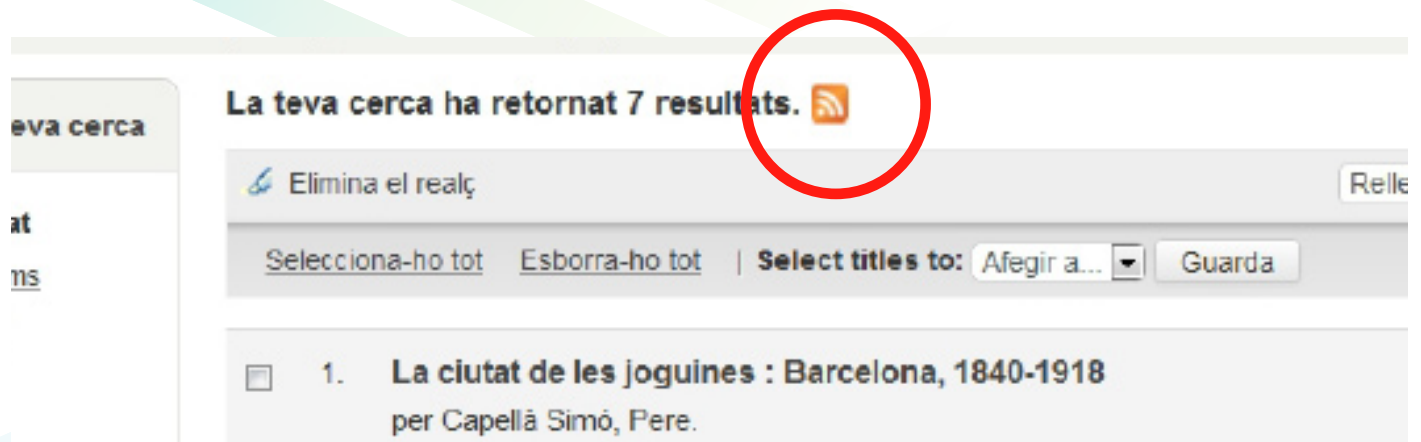 La teva cerca ha retornat 7 resultats.
eva cerca
Elimina el realç
Relle
at
Selecciona-ho tot Esborra-ho tot | Select titles to: Afegir a... Guarda
ms
1. La ciutat de les joguines : Barcelona, 1840-1918
per Capellà Simó, Pere.